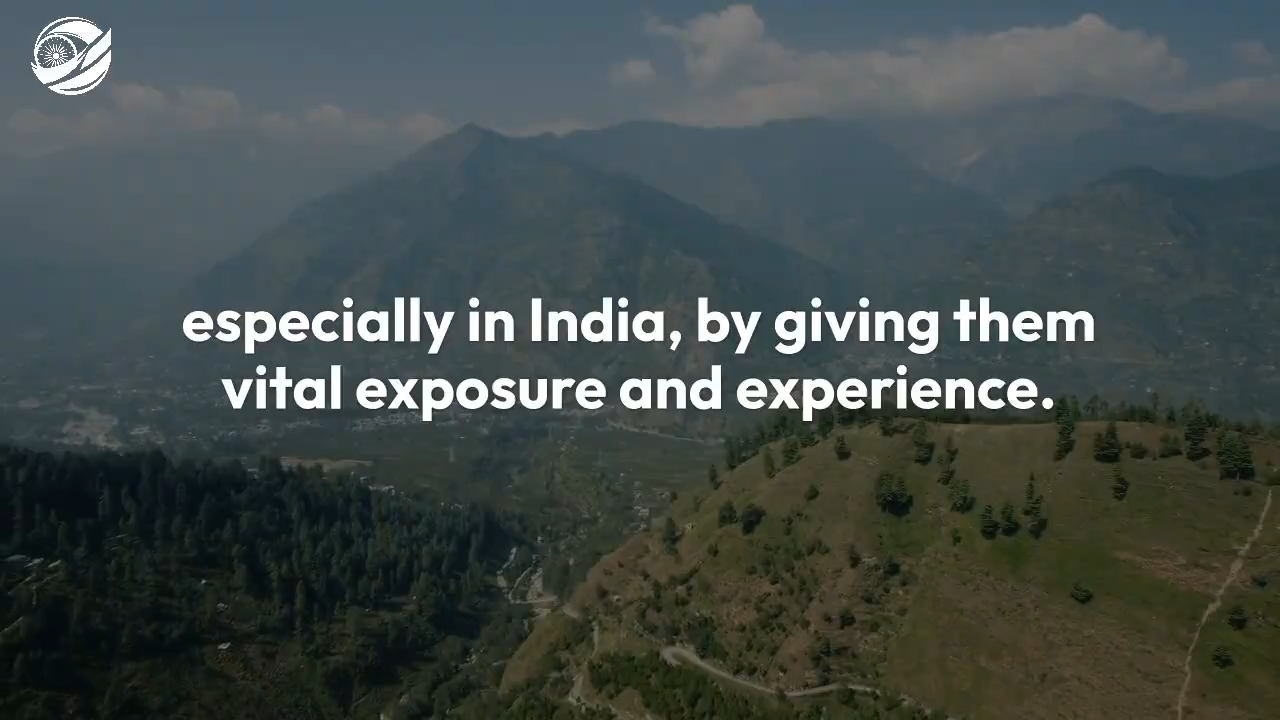 especially in India, by giving them
vital exposure and experience.